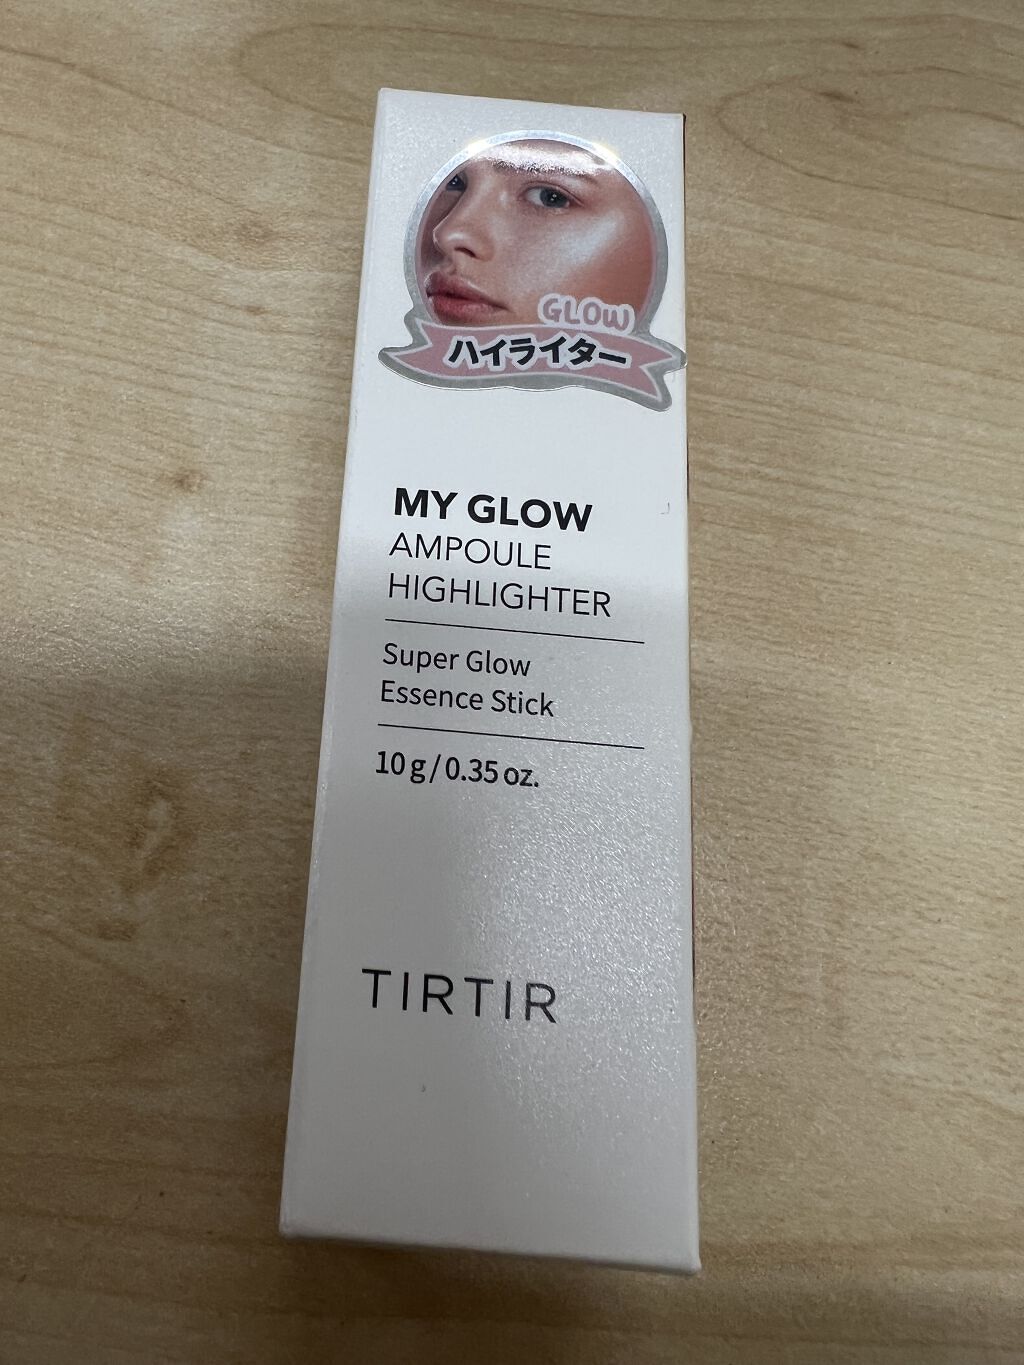 GLOW
ハイライター
MY GLOW
AMPOULE
HIGHLIGHTER
Super Glow
Essence Stick
10 g / 0.35 oz.
TIRTIR